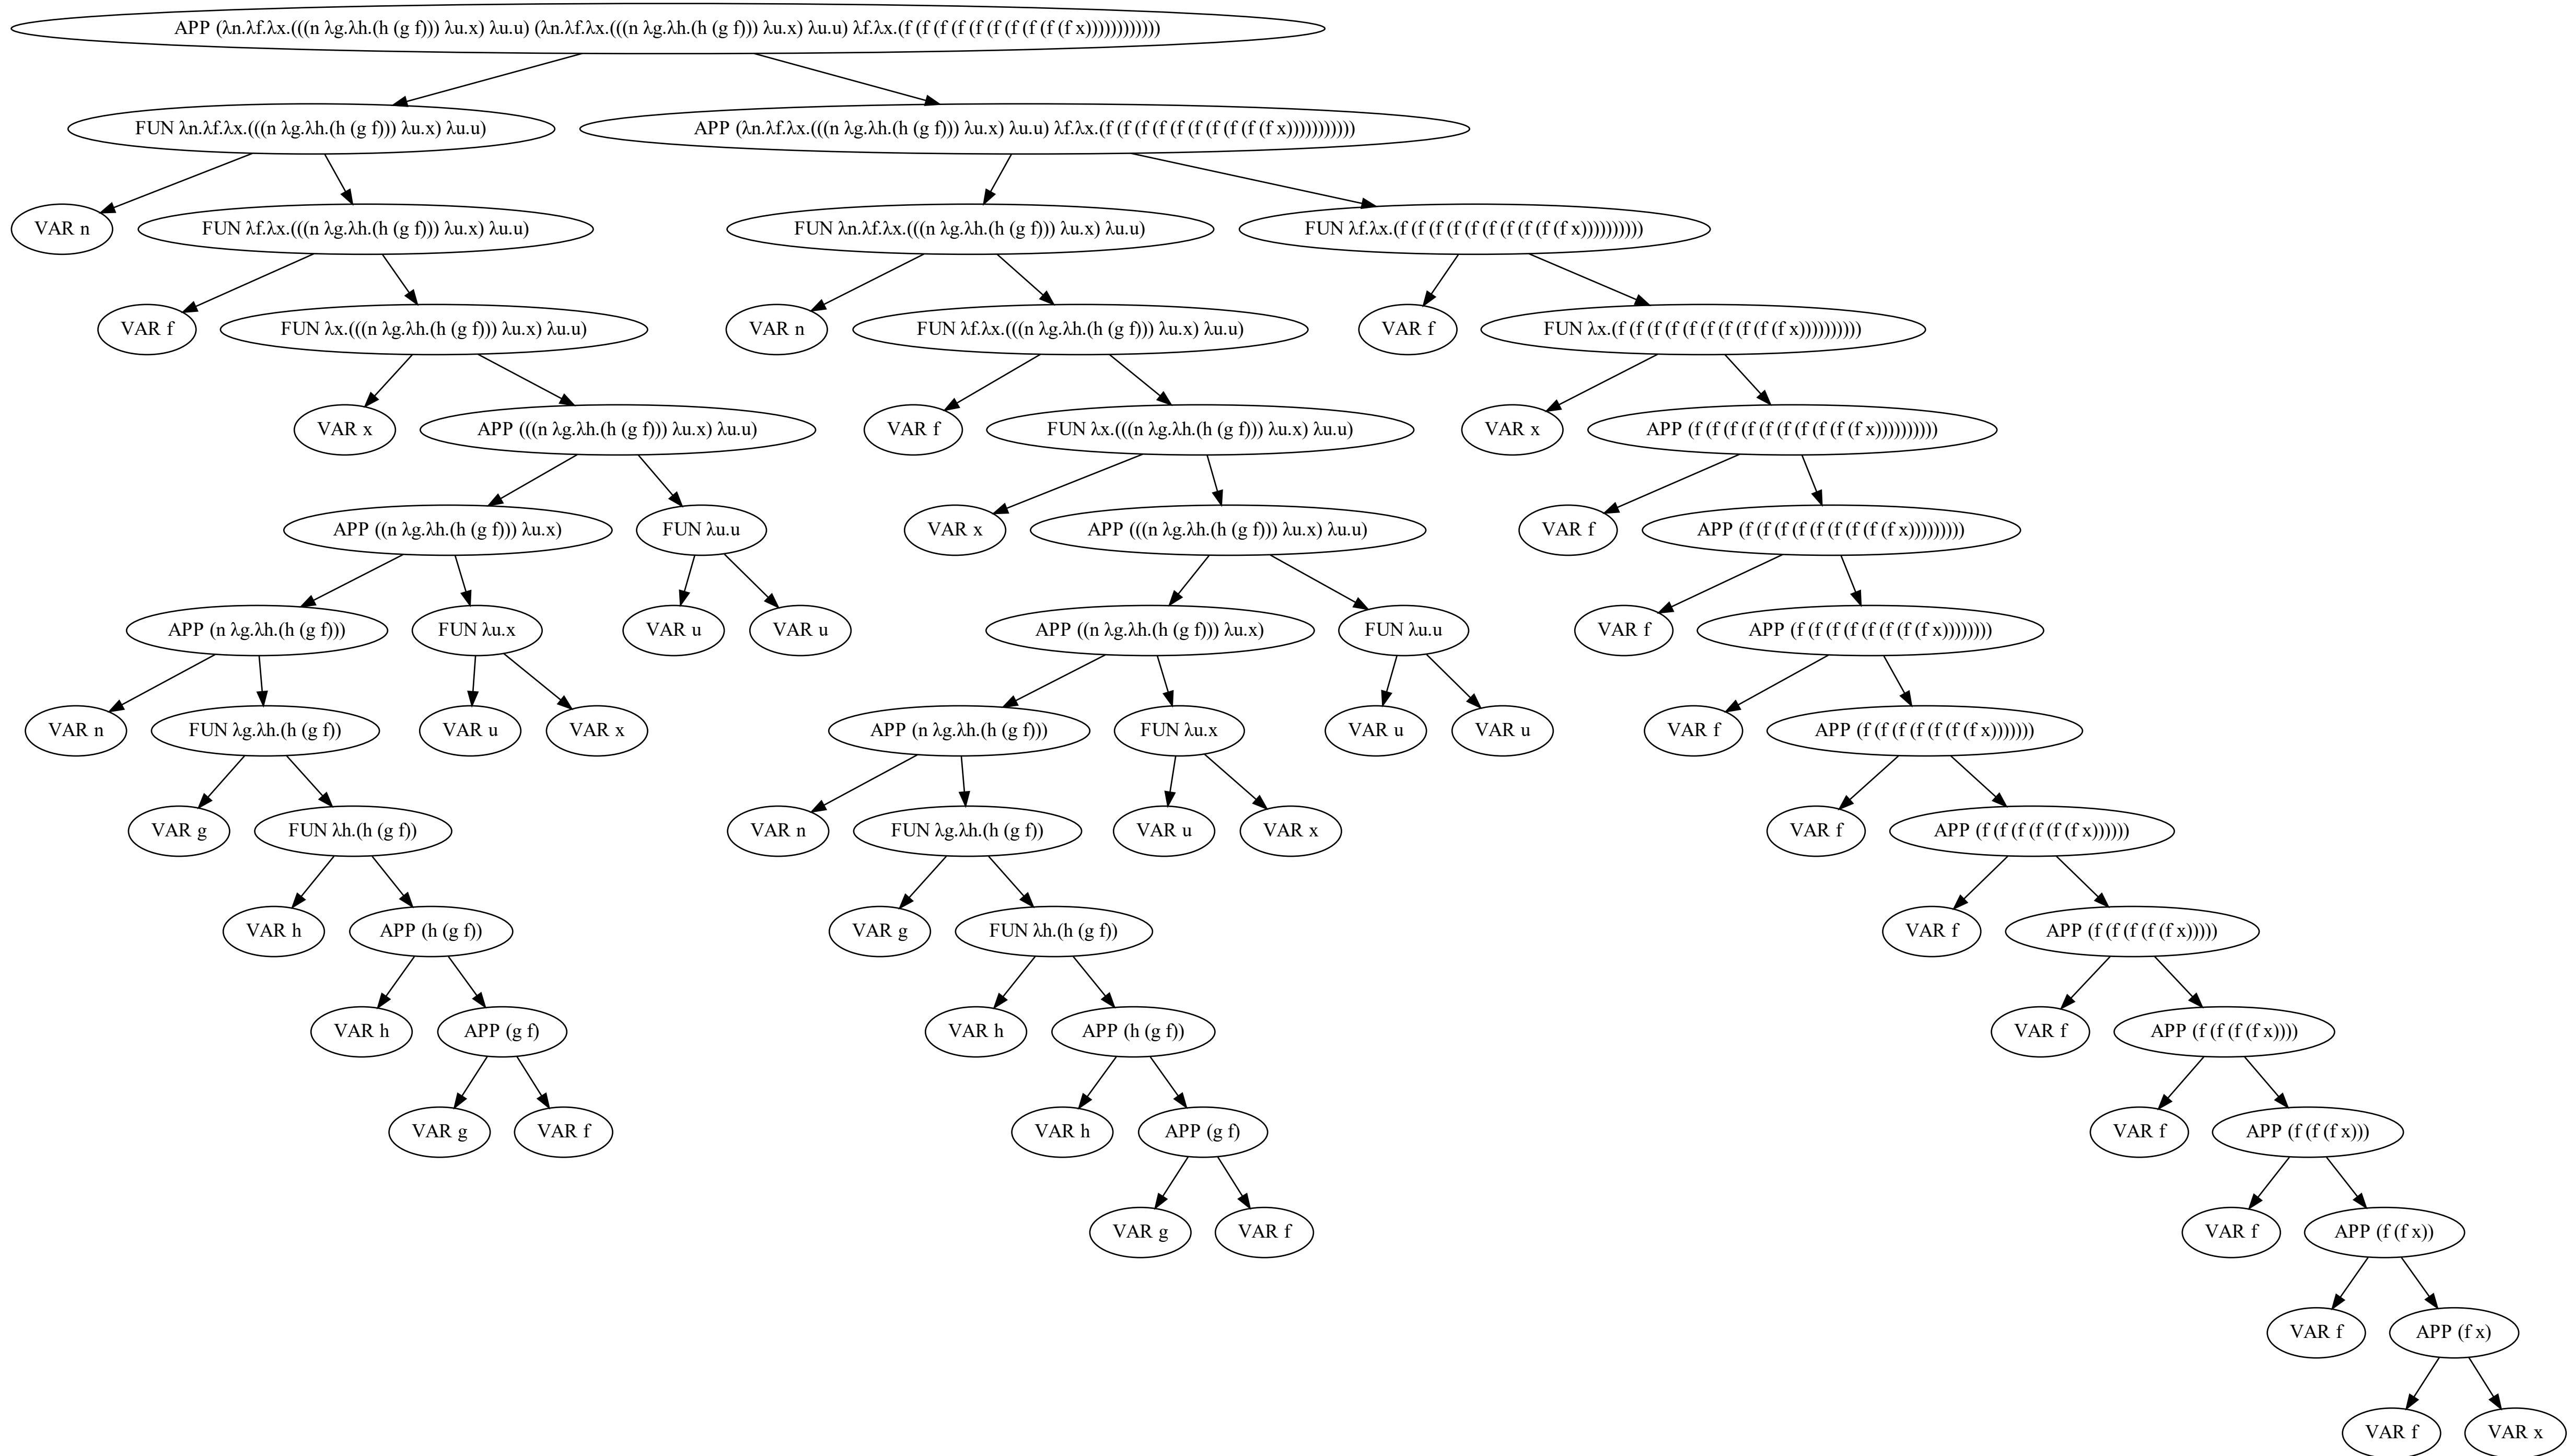 APP (λn.λf.λx.(((n λg.λh.(h (g f))) λu.x) λu.u) (λn.λf.λx.(((n λg.λh.(h (g f))) λu.x) λu.u) λf.λx.(f (f (f (f (f (f (f (f (f (f x))))))))))))
FUN λn.λf.λx.(((n λg.λh.(h (g f))) λu.x) λu.u)
APP (λn.λf.λx.(((n λg.λh.(h (g f))) λu.x) λu.u) λf.λx.(f (f (f (f (f (f (f (f (f (f x)))))))))))
VAR n
FUN λf.λx.(((n λg.λh.(h (g f))) λu.x) λu.u)
FUN λn.λf.λx.(((n λg.λh.(h (g f))) λu.x) λu.u)
FUN λf.λx.(f (f (f (f (f (f (f (f (f (f x))))))))))
VAR f
FUN λx.(((n λg.λh.(h (g f))) λu.x) λu.u)
VAR n
FUN λf.λx.(((n λg.λh.(h (g f))) λu.x) λu.u)
VAR f
FUN λx.(f (f (f (f (f (f (f (f (f (f x))))))))))
VAR x
APP (((n λg.λh.(h (g f))) λu.x) λu.u)
VAR f
FUN λx.(((n λg.λh.(h (g f))) λu.x) λu.u)
VAR x
APP (f (f (f (f (f (f (f (f (f (f x))))))))))
APP ((n λg.λh.(h (g f))) λu.x)
FUN λu.u
VAR x
APP (((n λg.λh.(h (g f))) λu.x) λu.u)
VAR f
APP (f (f (f (f (f (f (f (f (f x)))))))))
APP (n λg.λh.(h (g f)))
FUN λu.x
VAR u
VAR u
APP ((n λg.λh.(h (g f))) λu.x)
FUN λu.u
VAR f
APP (f (f (f (f (f (f (f (f x))))))))
VAR n
FUN λg.λh.(h (g f))
VAR u
VAR x
APP (n λg.λh.(h (g f)))
FUN λu.x
VAR u
VAR u
VAR f
APP (f (f (f (f (f (f (f x)))))))
VAR g
FUN λh.(h (g f))
VAR n
FUN λg.λh.(h (g f))
VAR u
VAR x
VAR f
APP (f (f (f (f (f (f x))))))
VAR h
APP (h (g f))
VAR g
FUN λh.(h (g f))
VAR f
APP (f (f (f (f (f x)))))
VAR h
APP (g f)
VAR h
APP (h (g f))
VAR f
APP (f (f (f (f x))))
VAR g
VAR f
VAR h
APP (g f)
VAR f
APP (f (f (f x)))
VAR g
VAR f
VAR f
APP (f (f x))
VAR f
APP (f x)
VAR f
VAR x